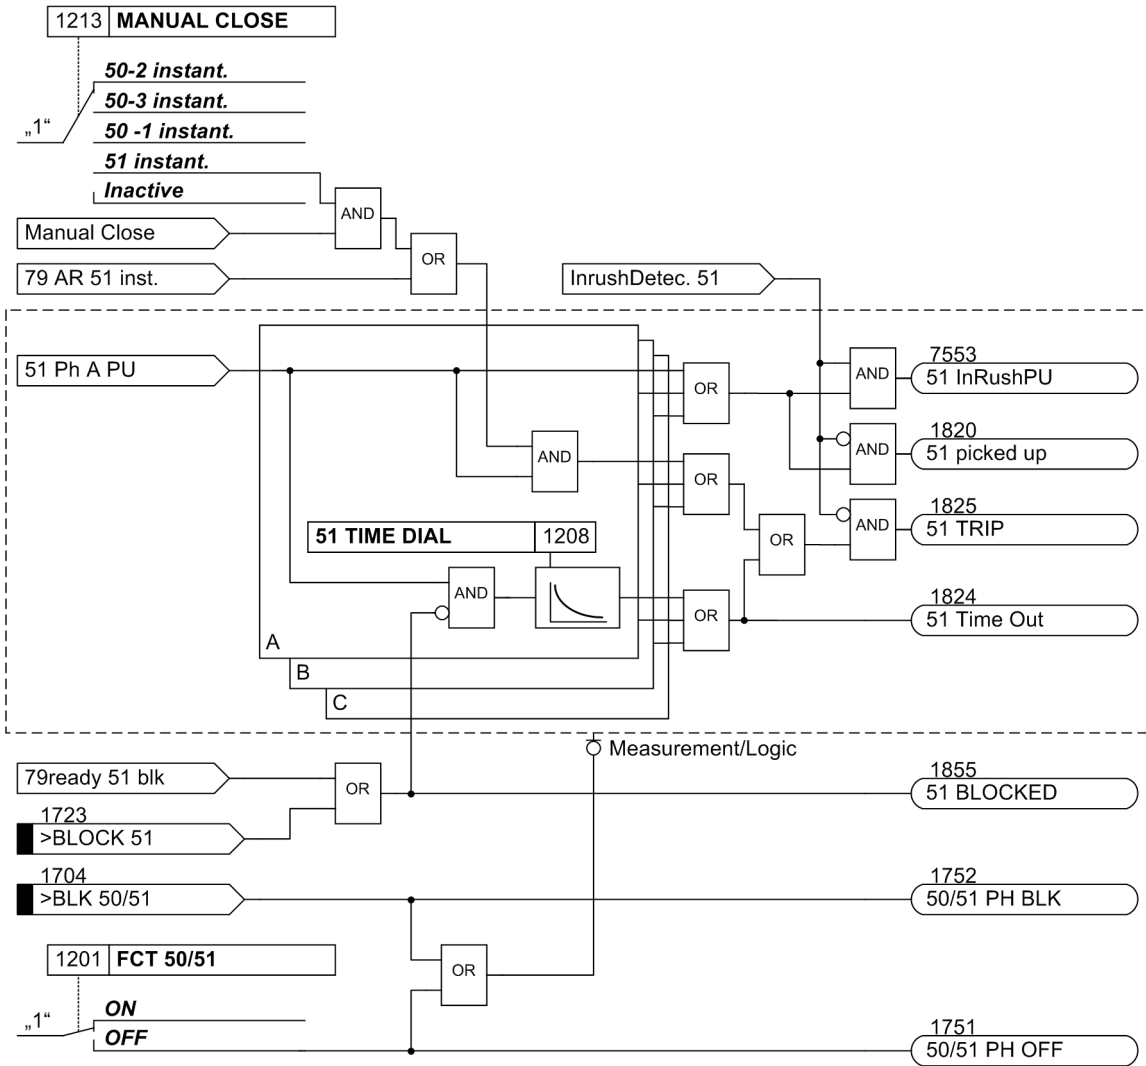 1213 MANUAL CLOSE
50-2 instant.
50-3 instant.
„1“
50 -1 instant.
51 instant.
Inactive
AND
Manual Close
OR
79 AR 51 inst.
InrushDetec. 51
51 Ph A PU
OR
AND
7553
51 InRushPU
AND
1820
51 picked up
AND
OR
AND
1825
51 TRIP
51 TIME DIAL 1208
OR
AND
OR
1824
51 Time Out
A
B
C
Measurement/Logic
79ready 51 blk
OR
1855
51 BLOCKED
1723
>BLOCK 51
1704
>BLK 50/51
1752
50/51 PH BLK
1201 FCT 50/51
OR
ON
„1“
OFF
1751
50/51 PH OFF